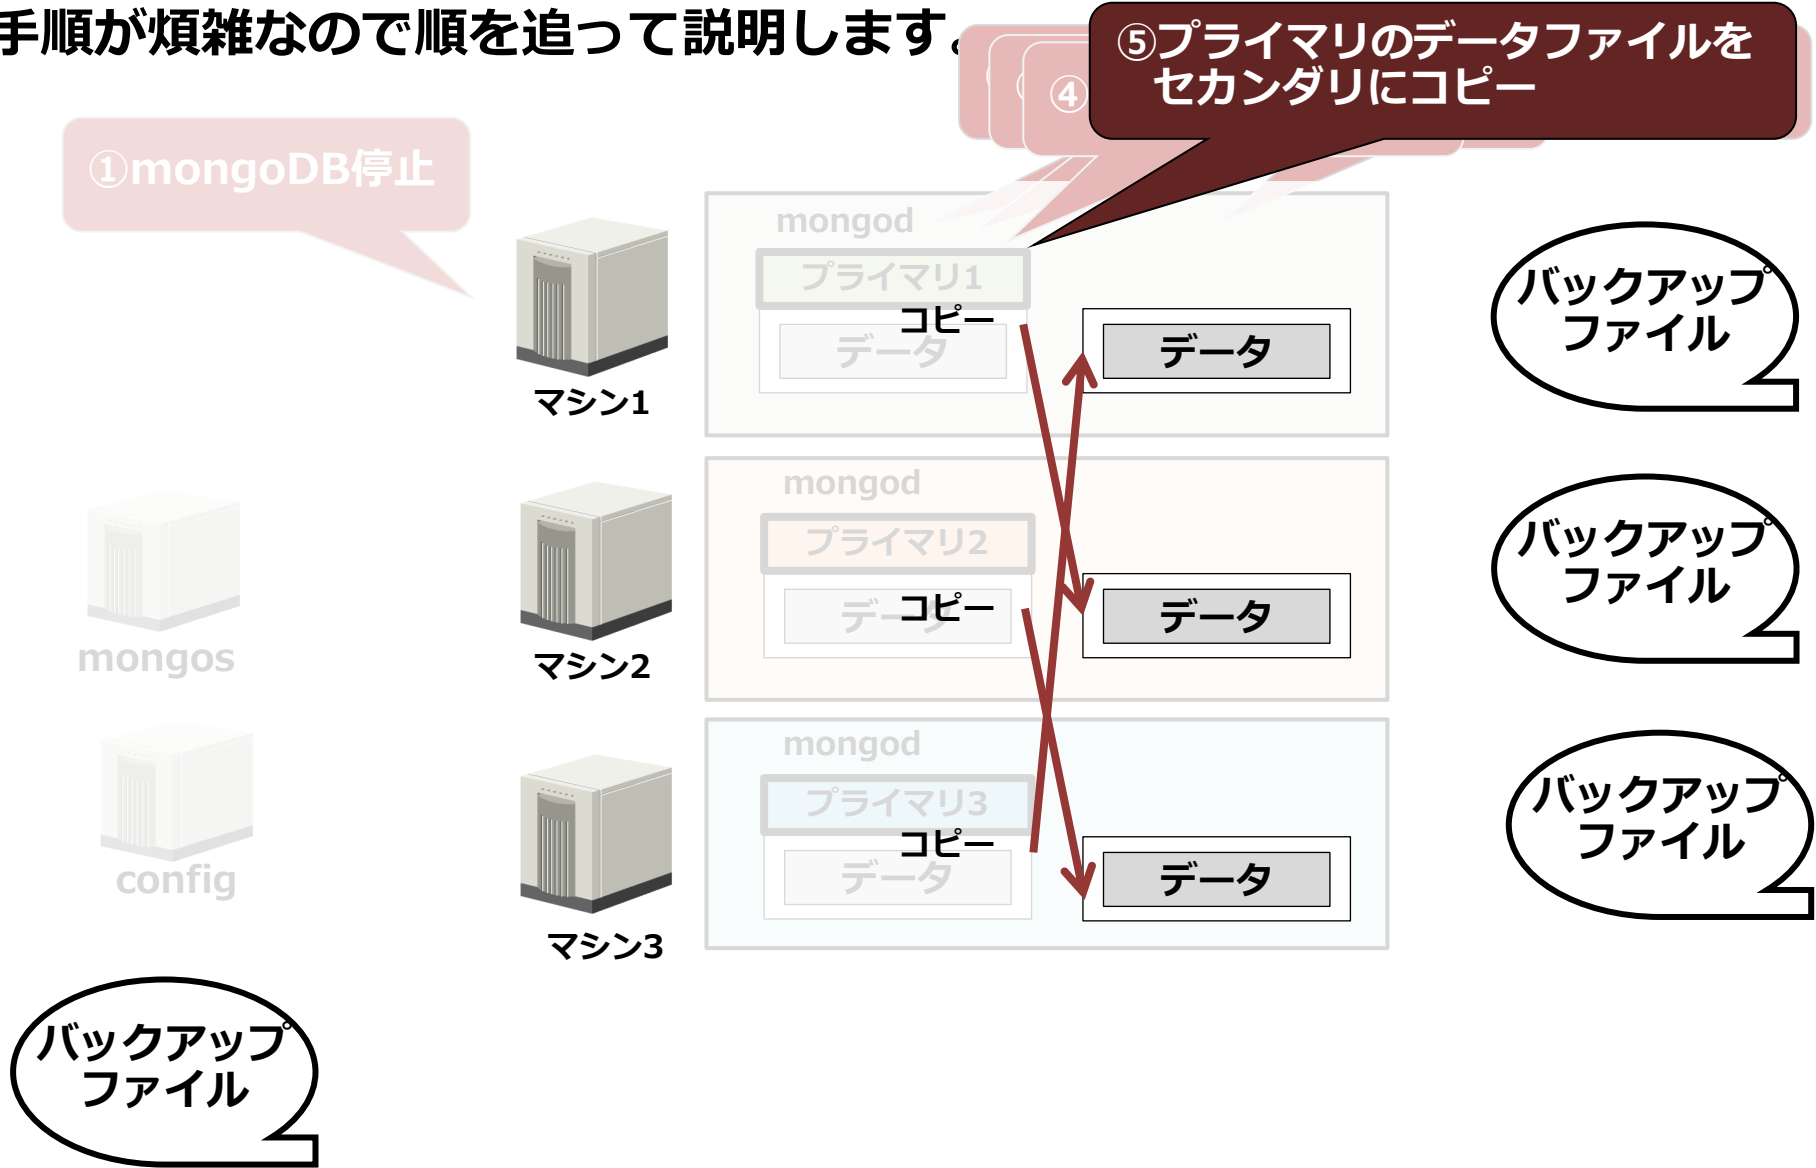 手順が煩雑なので順を追って説明します。
④
⑤プライマリのデータファイルを
セカンダリにコピー
①mongoDB停止
mongod
プライマリ1
コピー
データ
データ
マシン1
バックアップ
ファイル
mongod
プライマリ2
コピー
データ
データ
マシン2
バックアップ
ファイル
mongos
mongod
プライマリ3
コピー
データ
データ
マシン3
バックアップ
ファイル
config
バックアップ
ファイル